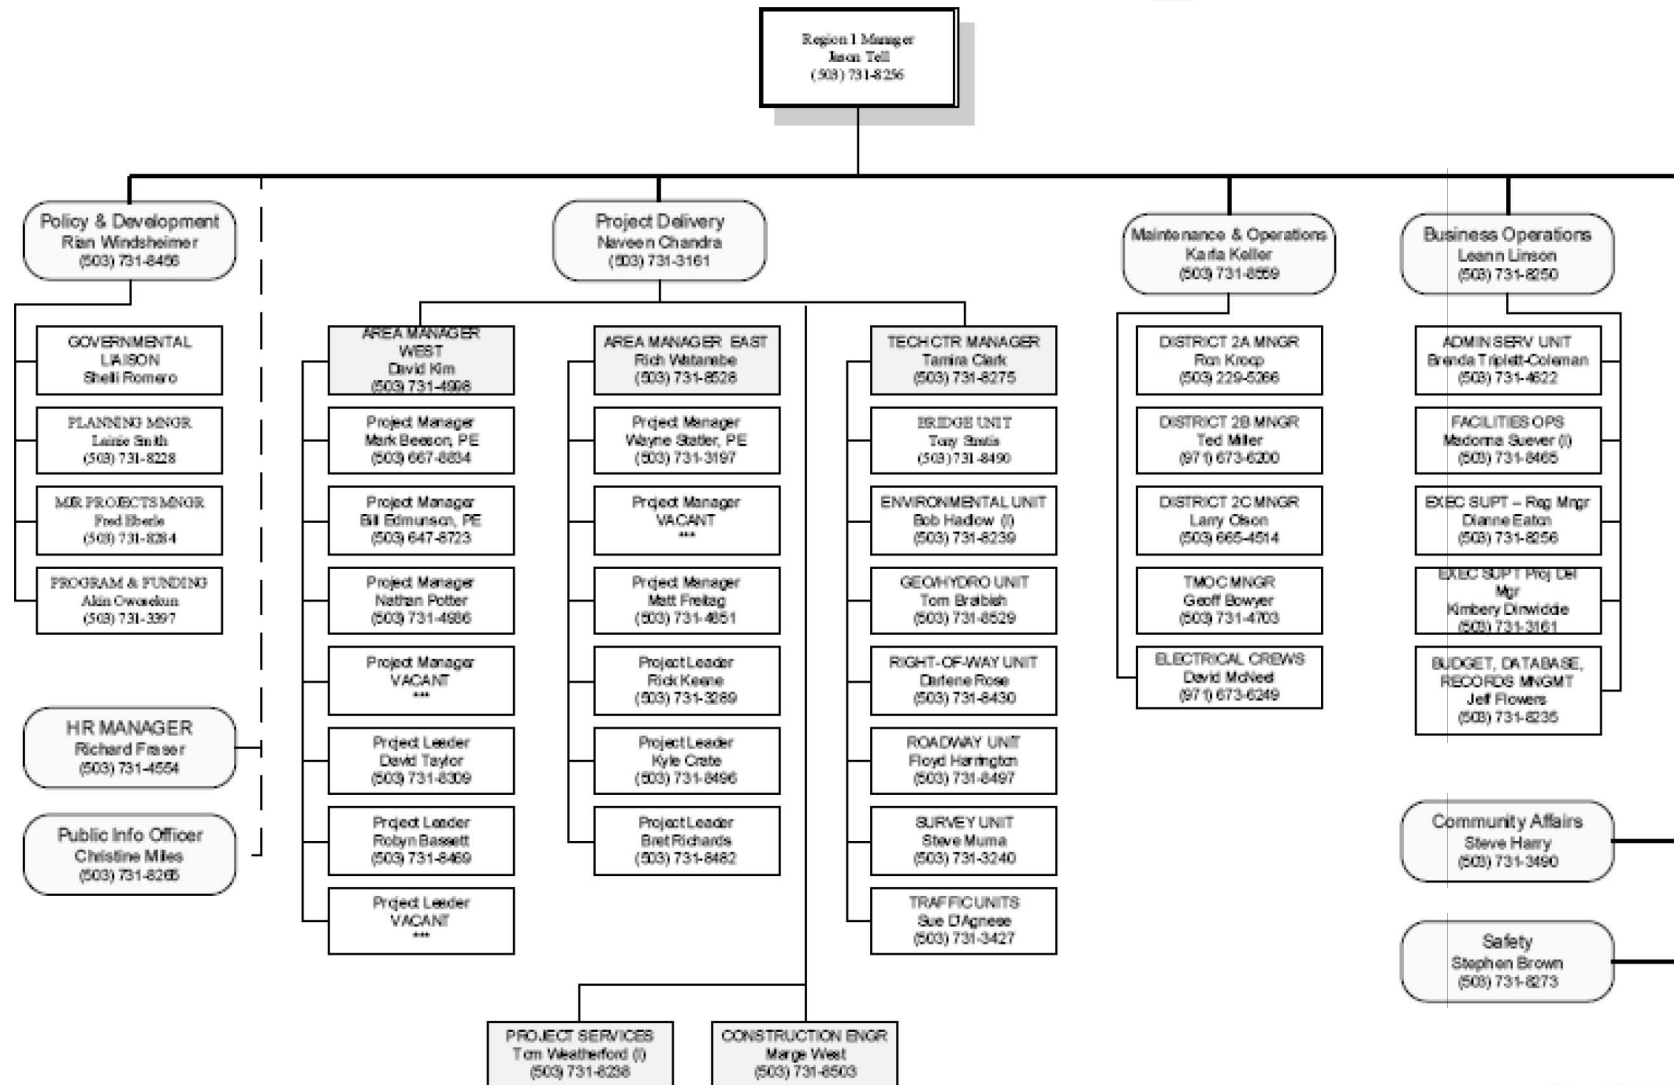 Region 1 Manager
Jason Tell
(503) 731-8256
Policy & Development
Rian Windsheimer
(503) 731-8456
Project Delivery
Naveen Chandra
(503) 731-3161
Maintenance & Operations
Karla Keller
(503) 731-8559
Business Operations
Leann Linson
(503) 731-8250
GOVERNMENTAL
LIAISON
Shelli Romero
PLANNING MNGR
Lainie Smith
(503) 731-8228
MJR PROJECTS MNGR
Fred Eberle
(503) 731-8284
PROGRAM & FUNDING
Akin Owosekun
(503) 731-3397
HR MANAGER
Richard Fraser
(503) 731-4554
Public Info Officer
Christine Miles
(503) 731-8265
AREA MANAGER
WEST
David Kim
(503) 731-4998
Project Manager
Mark Beeson, PE
(503) 667-8834
Project Manager
Bill Edmunson, PE
(503) 647-8723
Project Manager
Nathan Potter
(503) 731-4986
Project Manager
VACANT
***
Project Leader
David Taylor
(503) 731-8309
Project Leader
Robyn Bassett
(503) 731-8469
Project Leader
VACANT
***
AREA MANAGER EAST
Rich Watanabe
(503) 731-8528
Project Manager
Wayne Statler, PE
(503) 731-3197
Project Manager
VACANT
***
Project Manager
Matt Freitag
(503) 731-4851
Project Leader
Rick Keene
(503) 731-3289
Project Leader
Kyle Crate
(503) 731-8496
Project Leader
Bret Richards
(503) 731-8482
TECH CTR MANAGER
Tamira Clark
(503) 731-8275
BRIDGE UNIT
Tony Stratis
(503) 731-8490
ENVIRONMENTAL UNIT
Bob Hadlow (I)
(503) 731-8239
GEO/HYDRO UNIT
Tom Braibish
(503) 731-8529
RIGHT-OF-WAY UNIT
Darlene Rose
(503) 731-8430
ROADWAY UNIT
Floyd Harrington
(503) 731-8497
SURVEY UNIT
Steve Muma
(503) 731-3240
TRAFFIC UNITS
Sue D'Agnese
(503) 731-3427
PROJECT SERVICES
Tom Weatherford (I)
(503) 731-8238
CONSTRUCTION ENGR
Marge West
(503) 731-8503
DISTRICT 2A MNGR
Ron Kroop
(503) 229-5266
DISTRICT 2B MNGR
Ted Miller
(971) 673-6200
DISTRICT 2C MNGR
Larry Olson
(503) 665-4514
TMOC MNGR
Geoff Bowyer
(503) 731-4703
ELECTRICAL CREWS
David McNeel
(971) 673-6249
ADMIN SERV UNIT
Brenda Triplett-Coleman
(503) 731-4622
FACILITIES OPS
Madonna Suever (I)
(503) 731-8465
EXEC SUPT – Reg Mngr
Dianne Eaton
(503) 731-8256
EXEC SUPT Proj Del
Mgr
Kimbery Dinwiddie
(503) 731-3161
BUDGET, DATABASE,
RECORDS MNGMT
Jeff Flowers
(503) 731-8235
Community Affairs
Steve Harry
(503) 731-3490
Safety
Stephen Brown
(503) 731-8273